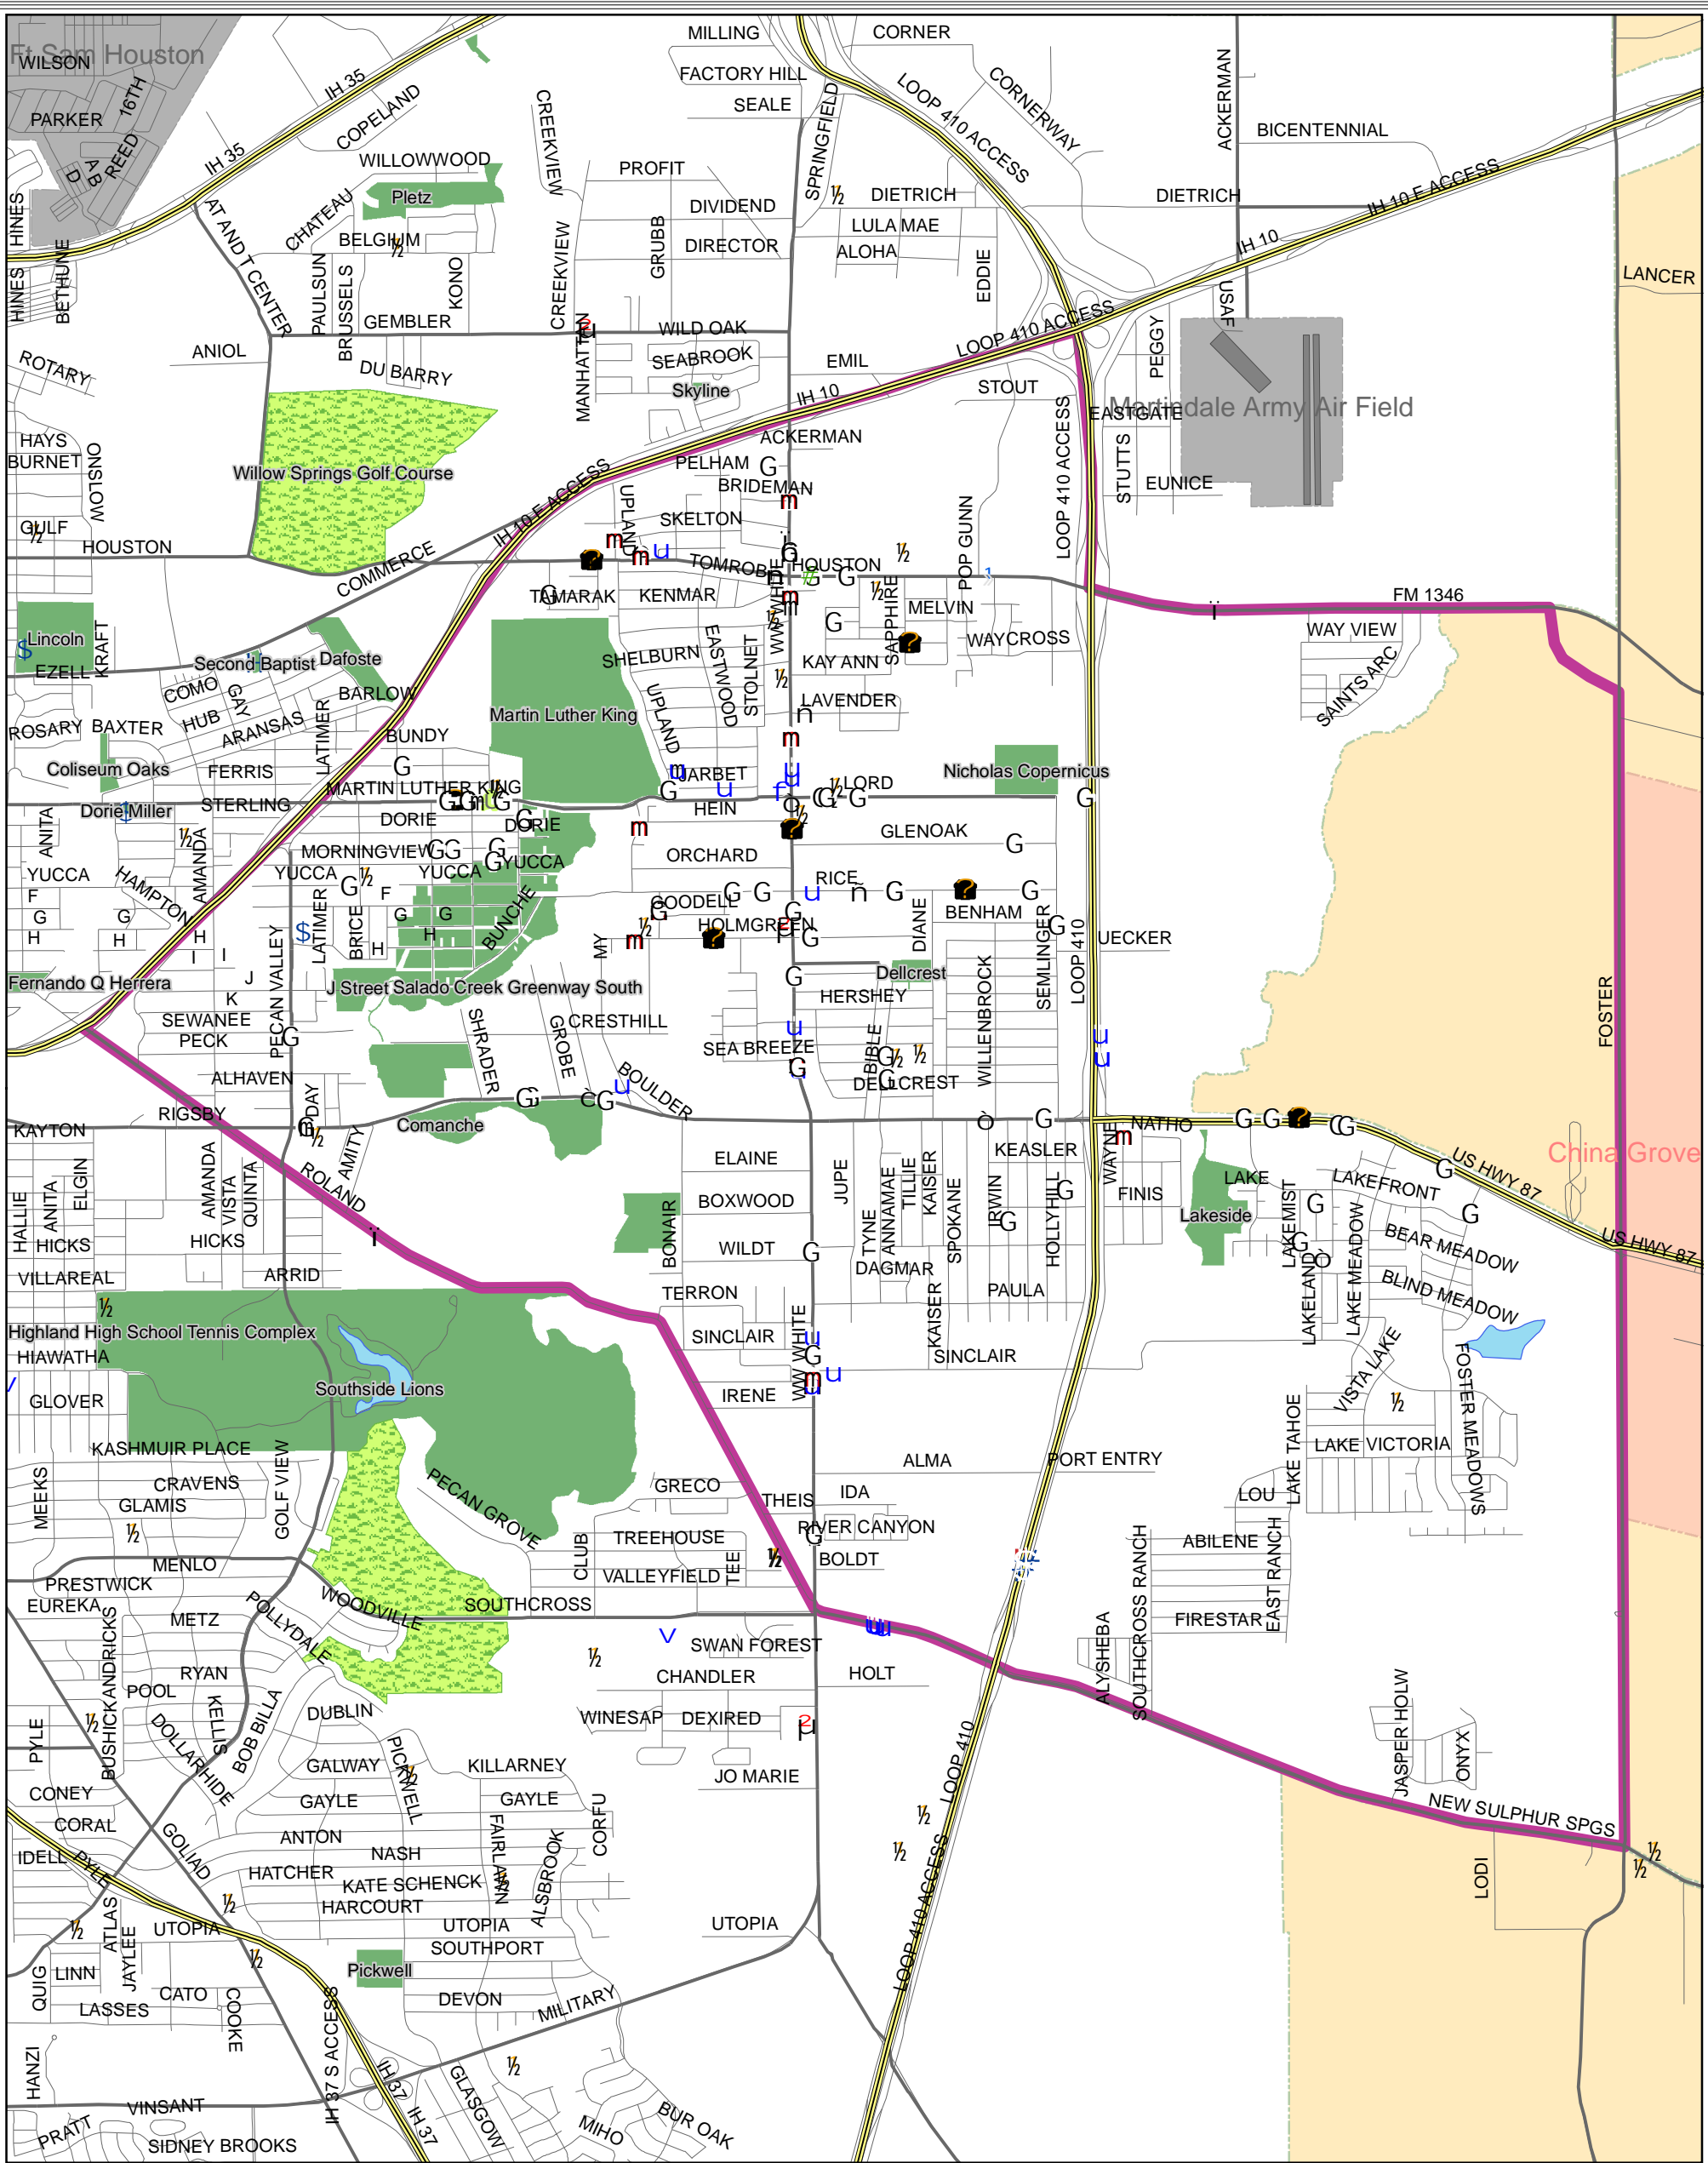 Ft Sam Houston
WILSON
PARKER
16TH
REED
AB
D
HINES
HINES
BETHUNE
IH 35
IH 35
COPELAND
WILLOWWOOD
CHATEAU
Pletz
BELGIUM
½
AT AND T CENTER
PAULSUN
BRUSSELS
KONO
GEMBLER
ANIOL
DU BARRY
ROTARY
CREEKVIEW
CREEKVIEW
MILLING
FACTORY HILL
SEALE
SPRINGFIELD
PROFIT
DIVIDEND
DIRECTOR
GRUBB
MANHATTAN
WILD OAK
SEABROOK
Skyline
CORNER
CORNERWAY
LOOP 410 ACCESS
½
DIETRICH
LULA MAE
ALOHA
EDDIE
EMIL
ACKERMAN
BICENTENNIAL
DIETRICH
IH 10 E ACCESS
IH 10
LOOP 410 ACCESS
IH 10
USAF
PEGGY
LANCER
STOUT
EASTGATE
Martindale Army Air Field
STUTTS
EUNICE
LOOP 410 ACCESS
HAYS
BURNET
ONSLOW
GULF
½
HOUSTON
Willow Springs Golf Course
COMMERCE
IH 10 E ACCESS
ACKERMAN
PELHAM
G
BRIDEMAN
m
UPLAND
SKELTON
TOMROB
HOUSTON
WW WHITE
POP GUNN
½
TAMARAK
KENMAR
SAPPHIRE
MELVIN
WAYCROSS
FM 1346
WAY VIEW
SAINTS ARC
Lincoln
$
EZELL
KRAFT
Second Baptist
Dafoste
COMO
GAY
HUB
ARANSAS
LATIMER
BARLOW
BUNDY
ROSARY
BAXTER
Coliseum Oaks
FERRIS
Martin Luther King
SHELBURN
EASTWOOD
STOLNET
UPLAND
KAY ANN
LAVENDER
ñ
JARBET
LORD
Nicholas Copernicus
Dorie Miller
STERLING
MARTIN LUTHER KING
DORIE
DORIE
HEIN
GLENOAK
ANITA
AMANDA
MORNINGVIEW
ORCHARD
YUCCA
YUCCA
YUCCA
YUCCA
HAMPTON
LATIMER
BRICE
BUNCHE
RICE
GOODELL
HOLMGREEN
BENHAM
DIANE
F
G
H
G
H
H
I
I
J
K
F
G
G
H
H
MY
SEMLINGER
LOOP 410
UECKER
Fernando Q Herrera
PECAN VALLEY
J Street
Salado Creek Greenway South
Dellcrest
HERSHEY
WILLENBROCK
FOSTER
SEWANEE
PECK
SHRADER
GROBE
CRESTHILL
SEA BREEZE
BIBLE
ALHAVEN
DELLCREST
RIGSBY
DAY
BOULDER
KAYTON
AMITY
Comanche
NATHO
China Grove
HALLIE
ANITA
ELGIN
AMANDA
VISTA
QUINTA
ROLAND
ELAINE
BOXWOOD
BONAIR
WILDT
JUPE
TYNE
ANNAMAE
TILLIE
KAISER
SPOKANE
KEASLER
IRWIN
HOLLYHILL
WAYNE
FINIS
LAKE
Lakeside
LAKEMIST
LAKEFRONT
LAKE MEADOW
US HWY 87
US HWY 87
BEAR MEADOW
BLIND MEADOW
LAKELAND
HICKS
HICKS
VILLAREAL
ARRID
ï
DAGMAR
PAULA
TERRON
Highland High School Tennis Complex
HIAWATHA
GLOVER
Southside Lions
SINCLAIR
KAISER
SINCLAIR
WW WHITE
IRENE
VISTA LAKE
FOSTER MEADOWS
LAKE TAHOE
LAKE VICTORIA
KASHMUIR PLACE
CRAVENS
GLAMIS
MEEKS
GOLF VIEW
PECAN GROVE
GRECO
ALMA
PORT ENTRY
THEIS
IDA
LOU
RIVER CANYON
ABILENE
EAST RANCH
SOUTHCROSS RANCH
MENLO
PRESTWICK
EUREKA
CLUB
TREEHOUSE
VALLEYFIELD
TEE
BOLDT
WOODVILLE
SOUTHCROSS
FIRESTAR
METZ
POLLYDALE
SWAN FOREST
CHANDLER
HOLT
ALYSHEBA
RYAN
POOL
BUSHICKANDRICKS
KELLIS
DOLLARHIDE
BOB BILLA
DUBLIN
WINESAP
DEXIRED
PYLE
JASPER HOLW
ONYX
GALWAY
PICKWELL
KILLARNEY
JO MARIE
LOOP 410
CONEY
CORAL
IDELL
PYLE
GOLIAD
GAYLE
GAYLE
ANTON
NASH
FAIRLAWN
ALSBROOK
CORFU
NEW SULPHUR SPGS
HATCHER
KATE SCHENCK
HARCOURT
LODI
ATLAS
UTOPIA
UTOPIA
UTOPIA
SOUTHPORT
LOOP 410 ACCESS
QUIG
LINN
JAYLEE
CATO
COOKE
LASSES
Pickwell
DEVON
MILITARY
HANZI
IH 37 S ACCESS
IH 37
IH 37
GLASGOW
VINSANT
PRATT
SIDNEY BROOKS
MIHO
BUR OAK